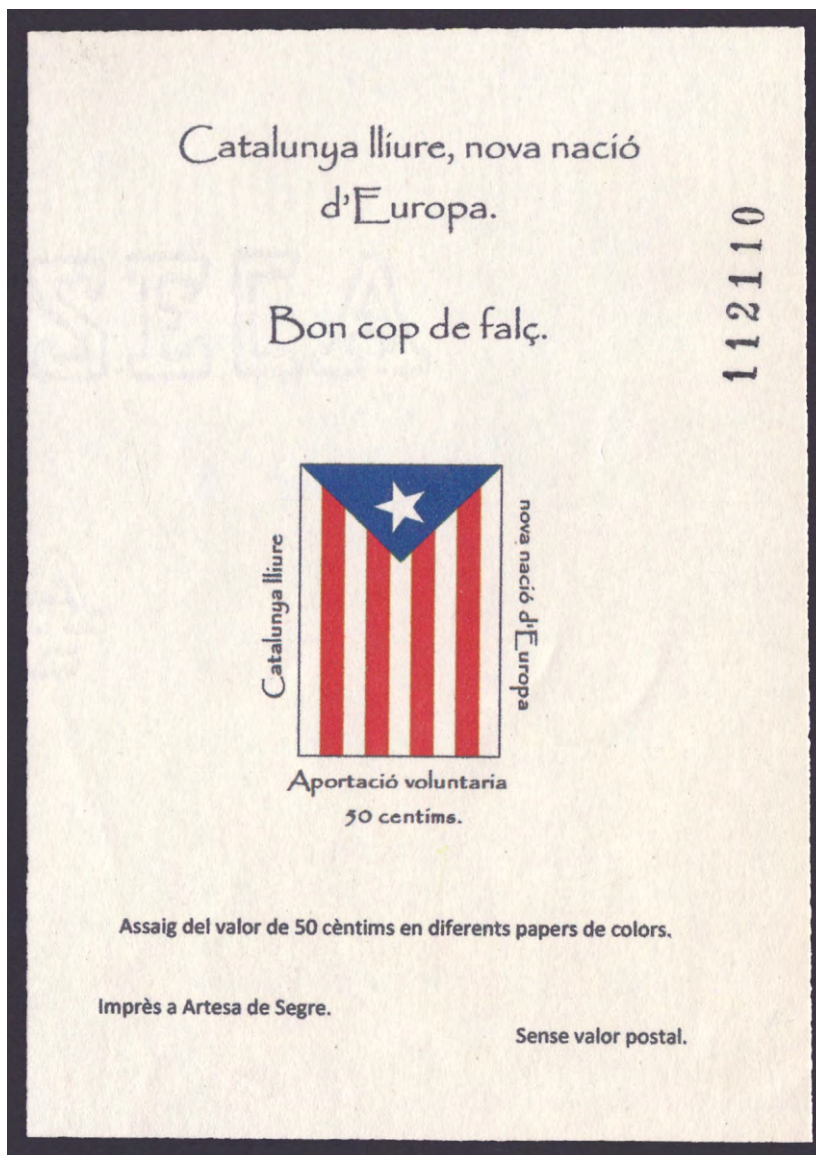 Catalunya lliure, nova nació
d'Europa.
Bon cop de falç.
112110
Catalunya lliure
nova nació d'Europa
Aportació voluntaria
50 centims.
Assaig del valor de 50 cèntims en diferents papers de colors.
Imprès a Artesa de Segre.
Sense valor postal.